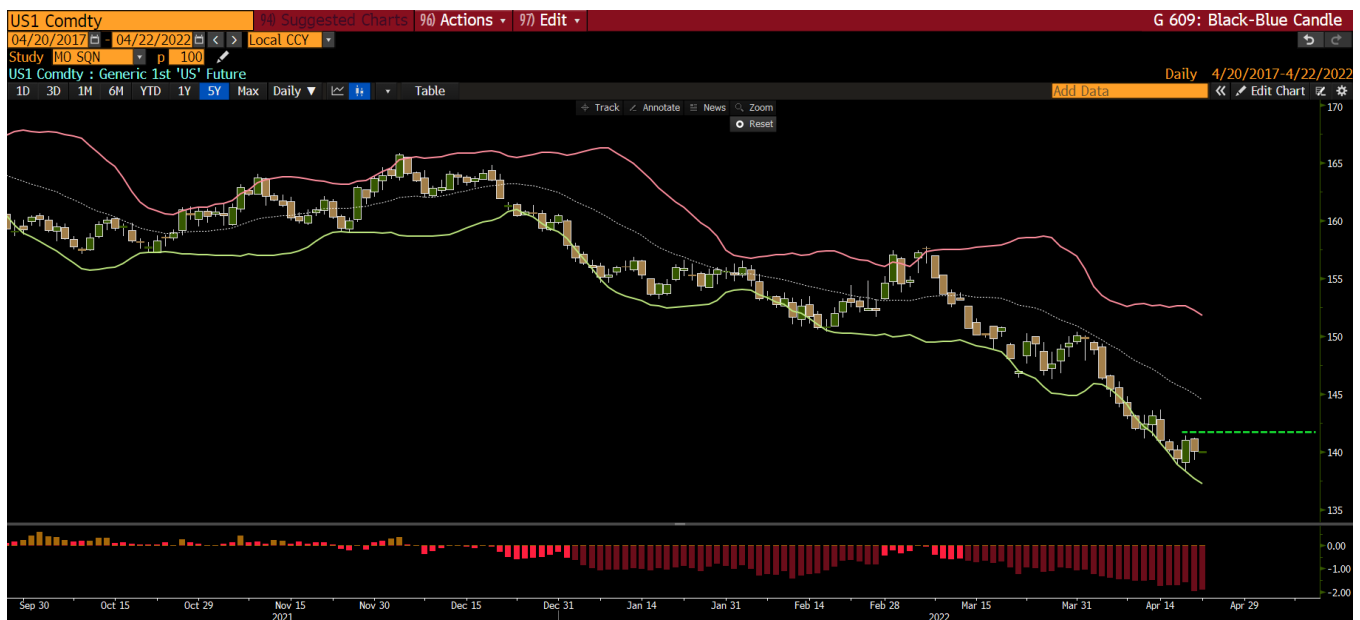 US1 Comdty 94) Suggested Charts 96) Actions 97) Edit G 609: Black-Blue Candle
04/20/2017 - 04/22/2022 < > Local CCY
Study MO SQN p 100
US1 Comdty : Generic 1st 'US' Future Daily 4/20/2017-4/22/2022
1D 3D 1M 6M YTD 1Y 5Y Max Daily ▼ Table Add Data « Edit Chart
Track Annotate News Zoom
Reset
170
165
160
155
150
145
140
135
0.00
-1.00
-2.00
Sep 30 Oct 15 Oct 29 Nov 15 Nov 30 Dec 15 Dec 31 Jan 14 Jan 31 Feb 14 Feb 28 Mar 15 Mar 31 Apr 14 Apr 29
2021 2022